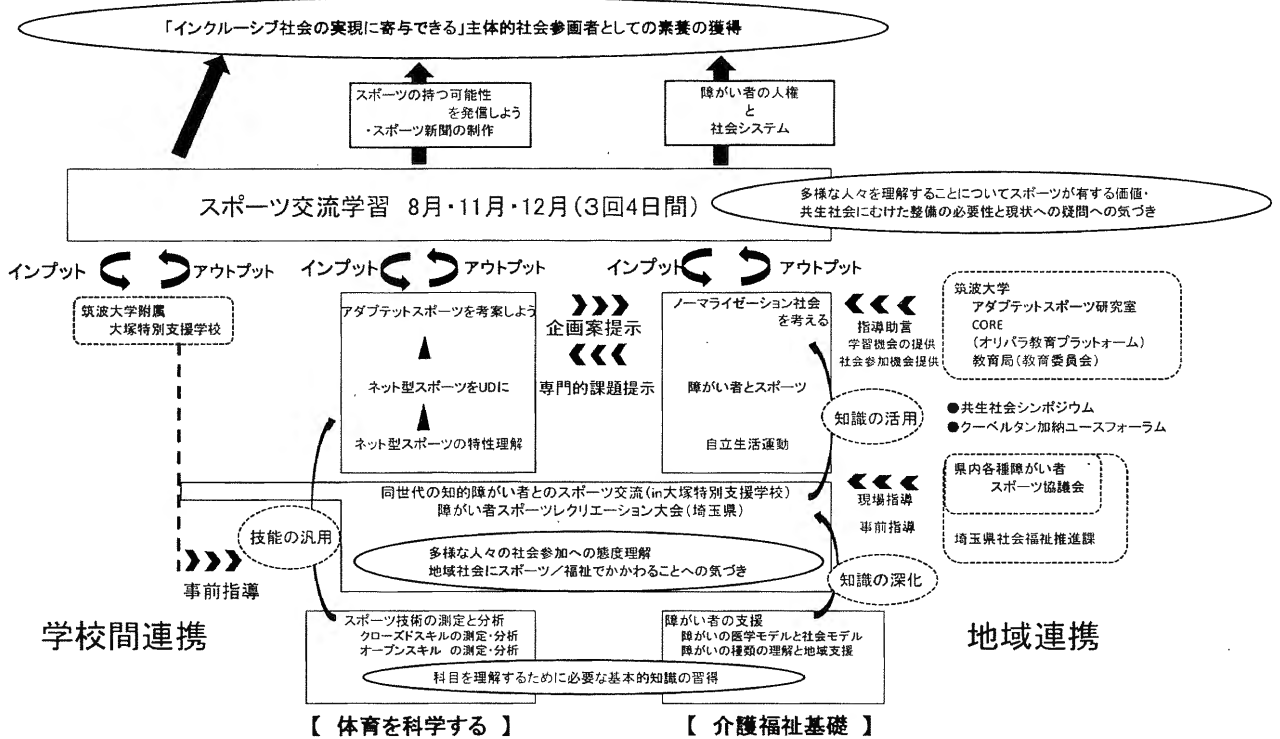 「インクルーシブ社会の実現に寄与できる」主体的社会参画者としての素養の獲得
スポーツの持つ可能性
を発信しよう
・スポーツ新聞の制作
障がい者の人権
と
社会システム
スポーツ交流学習 8月・11月・12月(3回4日間)
多様な人々を理解することについてスポーツが有する価値・
共生社会にむけた整備の必要性と現状への疑問への気づき
インプット
アウトプット
インプット
アウトプット
インプット
アウトプット
筑波大学附属
大塚特別支援学校
アダプテットスポーツを考案しよう
ネット型スポーツをUDに
ネット型スポーツの特性理解
企画案提示
専門的課題提示
ノーマライゼーション社会
を考える
障がい者とスポーツ
自立生活運動
指導助言
学習機会の提供
社会参加機会提供
筑波大学
アダプテットスポーツ研究室
CORE
(オリパラ教育プラットォーム)
教育局(教育委員会)
知識の活用
●共生社会シンポジウム
●クーベルタン加納ユースフォーラム
同世代の知的障がい者とのスポーツ交流(in大塚特別支援学校)
障がい者スポーツレクリエーション大会(埼玉県)
現場指導
事前指導
県内各種障がい者
スポーツ協議会
埼玉県社会福祉推進課
技能の汎用
多様な人々の社会参加への態度理解
地域社会にスポーツ/福祉でかかわることへの気づき
知識の深化
事前指導
学校間連携
スポーツ技術の測定と分析
クローズドスキルの測定・分析
オープンスキル の測定・分析
障がい者の支援
障がいの医学モデルと社会モデル
障がいの種類の理解と地域支援
地域連携
科目を理解するために必要な基本的知識の習得
【 体育を科学する 】
【 介護福祉基礎 】